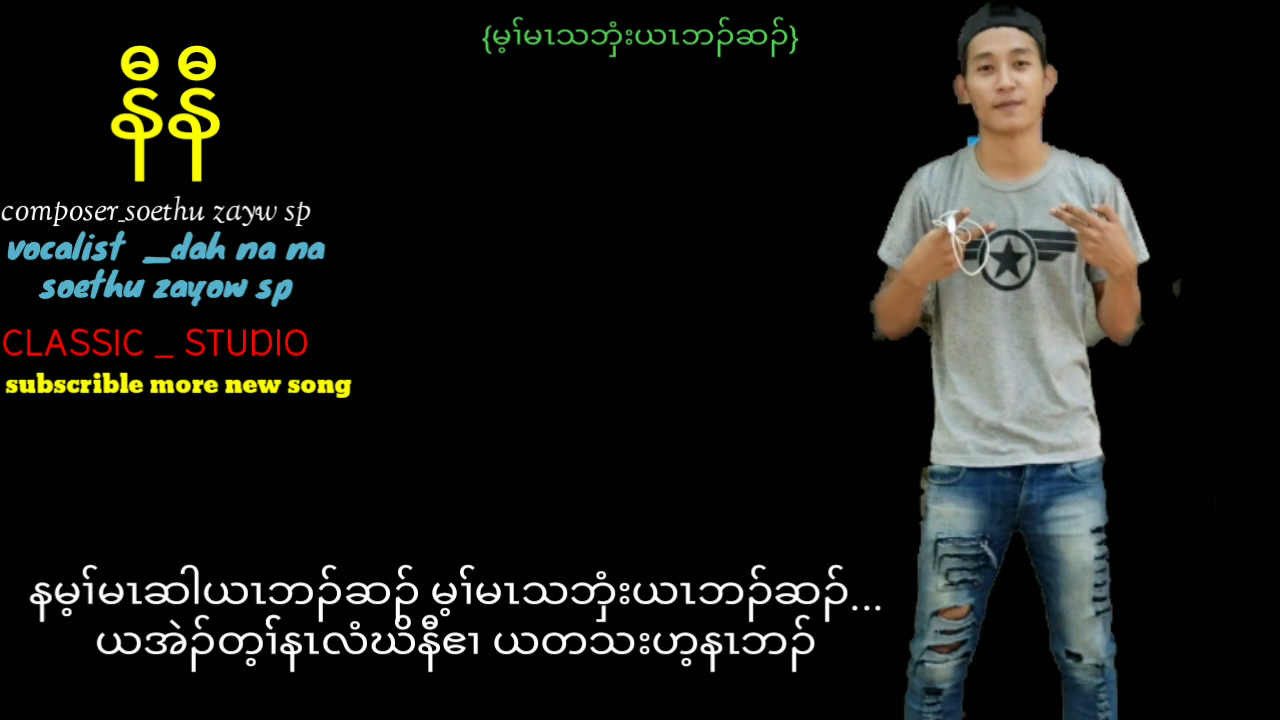 {မ့ၢ်မၤသဘှံးယၤဘၣ်ဆၣ်}
နီနီ
composer_soethu zayw sp
vocalist _dah na na
soethu zayow sp
CLASSIC _ STUDIO
subscrible more new song
နမ့ၢ်မၤဆါယၤဘၣ်ဆၣ် မ့ၢ်မၤသဘှံးယၤဘၣ်ဆၣ်...
ယအဲၣ်တ့ၢ်နၤလံဃိနီဧၢ ယတသးဟ့နၤဘၣ်